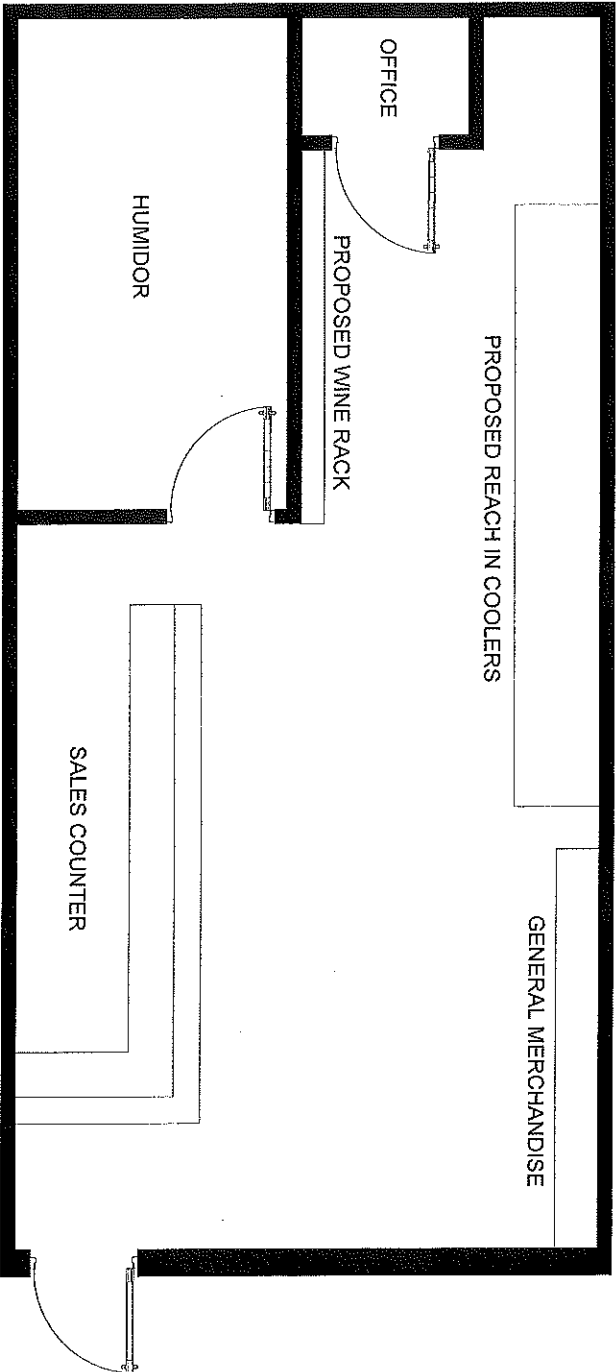 OFFICE
HUMIDOR
PROPOSED WINE RACK
PROPOSED REACH IN COOLERS
SALES COUNTER
GENERAL MERCHANDISE